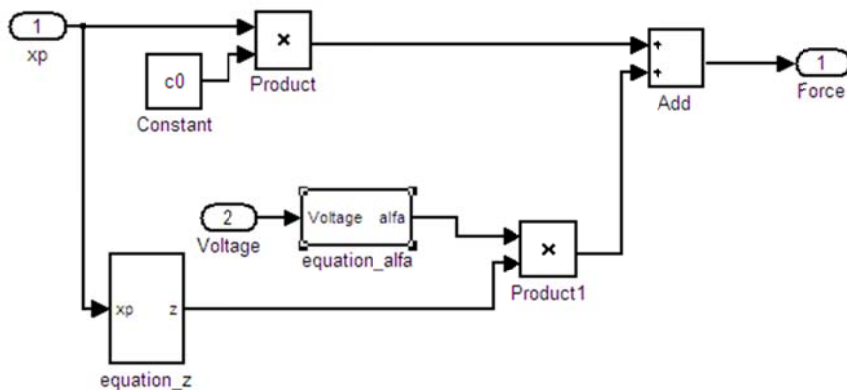 1
xp
×
Product
c0
Constant
+
+
Add
1
Force
2
Voltage
Voltage alfa
equation_alfa
×
Product1
xp z
equation_z